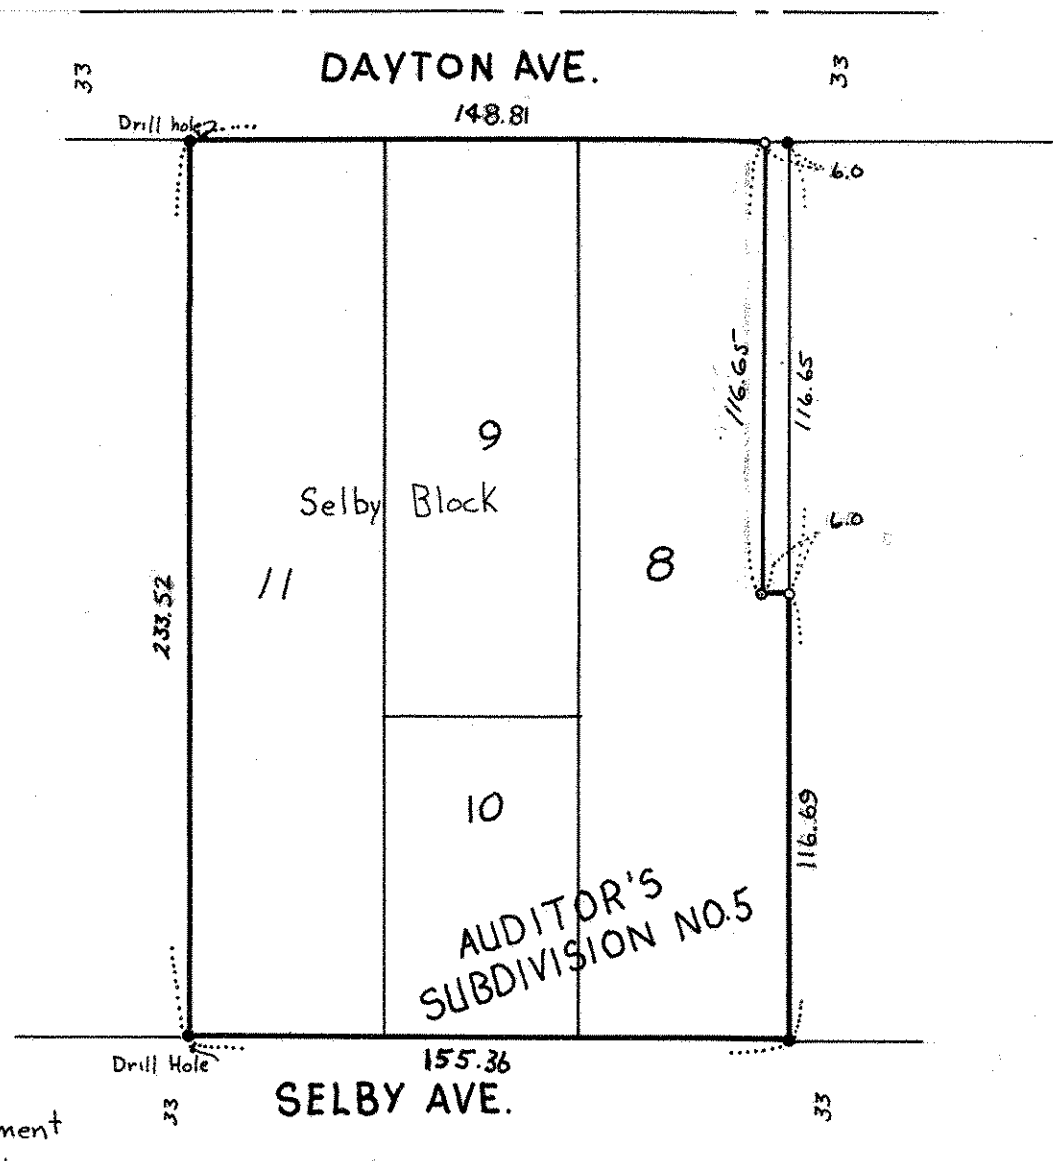 33
DAYTON AVE.
33
148.81
Drill hole
6.0
116.65
116.65
9
Selby Block
6.0
8
11
233.52
10
116.69
AUDITOR'S
SUBDIVISION NO.5
155.36
Drill Hole
SELBY AVE.
33
33
ment